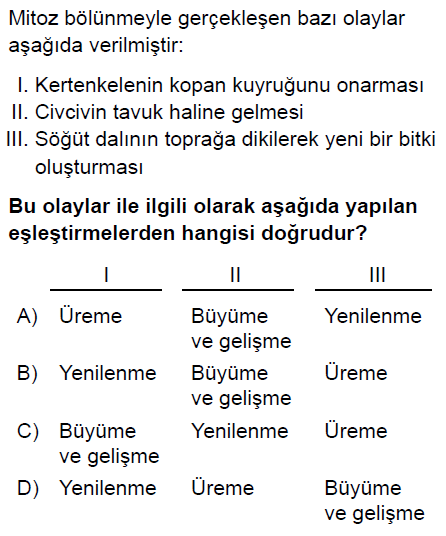 Mitoz bölünmeyle gerçekleşen bazı olaylar
aşağıda verilmiştir:
I. Kertenkelenin kopan kuyruğunu onarması
II. Civcivin tavuk haline gelmesi
III. Söğüt dalının toprağa dikilerek yeni bir bitki
oluşturması
Bu olaylar ile ilgili olarak aşağıda yapılan
eşleştirmelerden hangisi doğrudur?
I II III
A) Üreme Büyüme Yenilenme
ve gelişme
B) Yenilenme Büyüme Üreme
ve gelişme
C) Büyüme Yenilenme Üreme
ve gelişme
D) Yenilenme Üreme Büyüme
ve gelişme